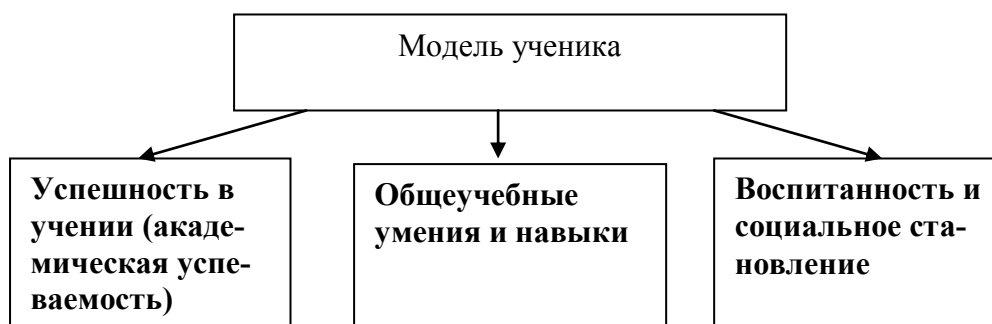 Модель ученика
Успешность в
учении (акаде-
мическая успе-
ваемость)
Общеучебные
умения и навыки
Воспитанность и
социальное ста-
новление